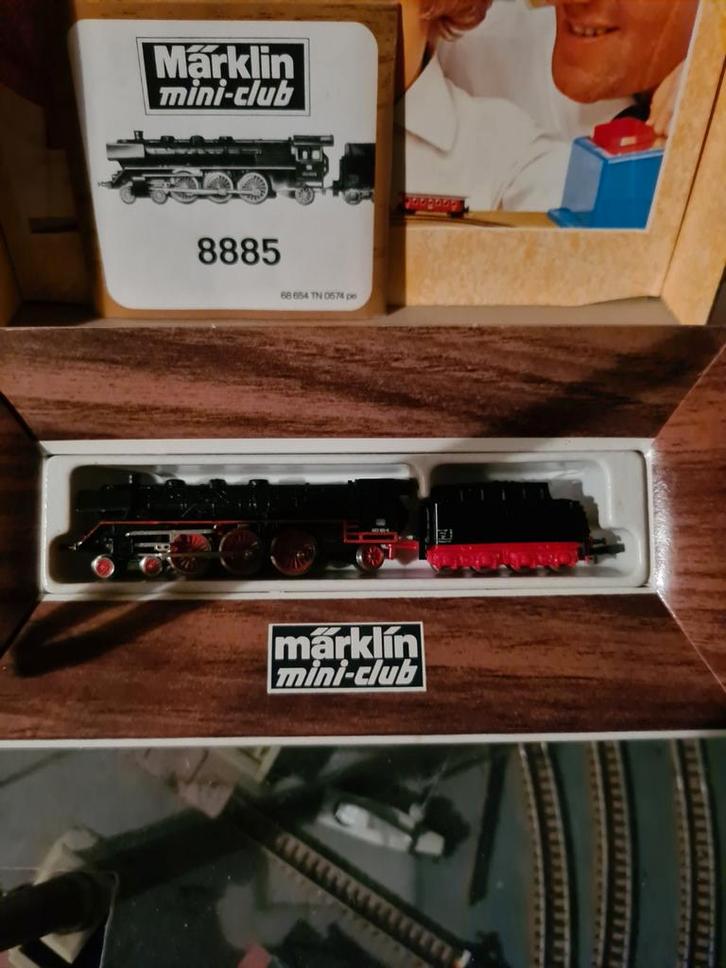 Märklin
mini-club
8885
68 654 TN 0574 pe
märklin
mini-club